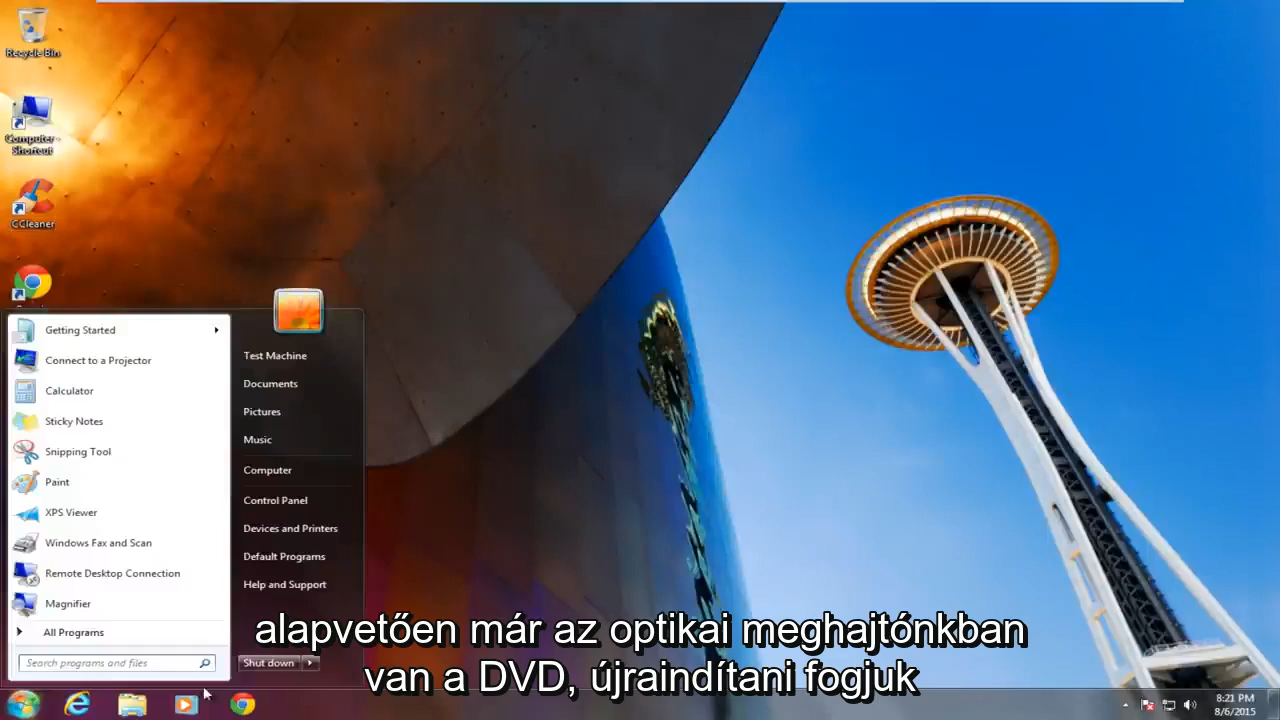 Recycle Bin
Computer -
Shortcut
CCleaner
Getting Started
Connect to a Projector
Calculator
Sticky Notes
Snipping Tool
Paint
XPS Viewer
Windows Fax and Scan
Remote Desktop Connection
Magnifier
All Programs
Search programs and files
Test Machine
Documents
Pictures
Music
Computer
Control Panel
Devices and Printers
Default Programs
Help and Support
Shut down
alapvetően már az optikai meghajtónkban
van a DVD, újraindítani fogjuk
8:21 PM
8/6/2015